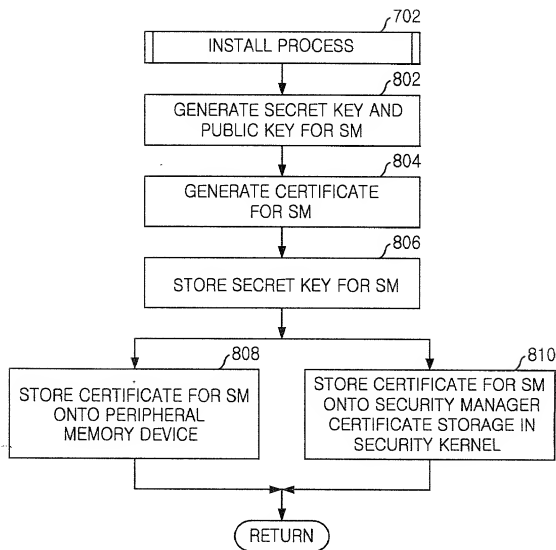 702
INSTALL PROCESS
802
GENERATE SECRET KEY AND
PUBLIC KEY FOR SM
804
GENERATE CERTIFICATE
FOR SM
806
STORE SECRET KEY FOR SM
808
STORE CERTIFICATE FOR SM
ONTO PERIPHERAL
MEMORY DEVICE
810
STORE CERTIFICATE FOR SM
ONTO SECURITY MANAGER
CERTIFICATE STORAGE IN
SECURITY KERNEL
RETURN